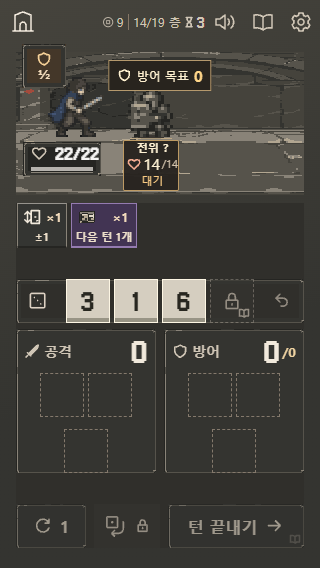 9 14/19 층 3
½
방어 목표 0
22/22
전위 ?
14/14
대기
×1
±1
×1
다음 턴 1개
3 1 6
공격 0
방어 0/0
1
턴 끝내기 →